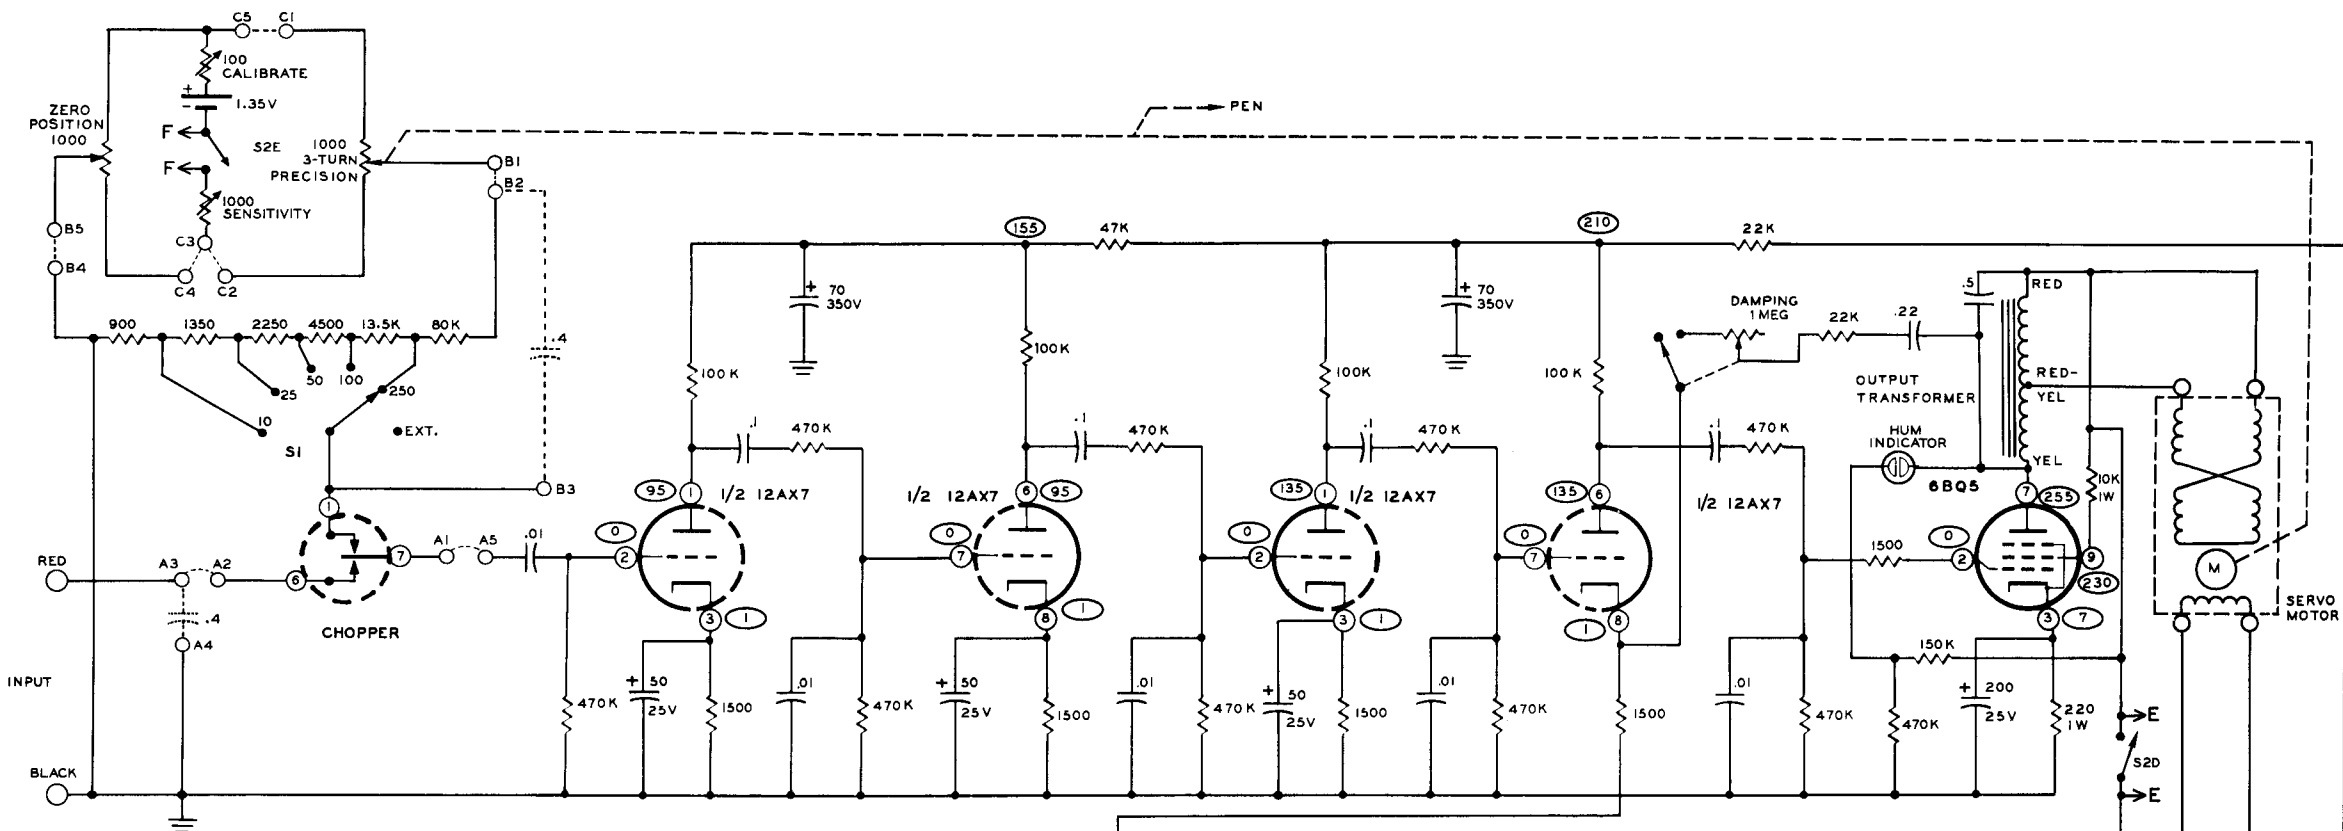 C5 C1
100
CALIBRATE
+
-
1.35V
ZERO
POSITION
1000
F
S2E
F
1000
3-TURN
PRECISION
1000
SENSITIVITY
C3
C4 C2
B5
B4
B1
B2
PEN
900 1350 2250 4500 13.5K 80K
.4
10
25
50
100
250
EXT.
S1
B3
1
7
6
CHOPPER
RED
A3 A2
A1 A5
.4
A4
INPUT
BLACK
.01
470K
155
47K
210
22K
+ 70
350V
+ 70
350V
100K
100K
100K
100K
.1 470K
.1 470K
.1 470K
.1 470K
95 1
1/2 12AX7
0
2
3 1
+ 50
25V
1500
.01
470K
1/2 12AX7
6 95
0
7
8 1
+ 50
25V
1500
.01
470K
135 1
1/2 12AX7
0
2
3 1
+ 50
25V
1500
.01
470K
135 6
1/2 12AX7
0
7
1 8
1500
.01
470K
DAMPING
1 MEG
22K
.22
.5
RED
RED-
YEL
YEL
OUTPUT
TRANSFORMER
HUM
INDICATOR
6BQ5
7 255
10K
1W
1500
0
2
9
230
3 7
150K
470K
+ 200
25V
220
1W
E
S2D
E
M
SERVO
MOTOR